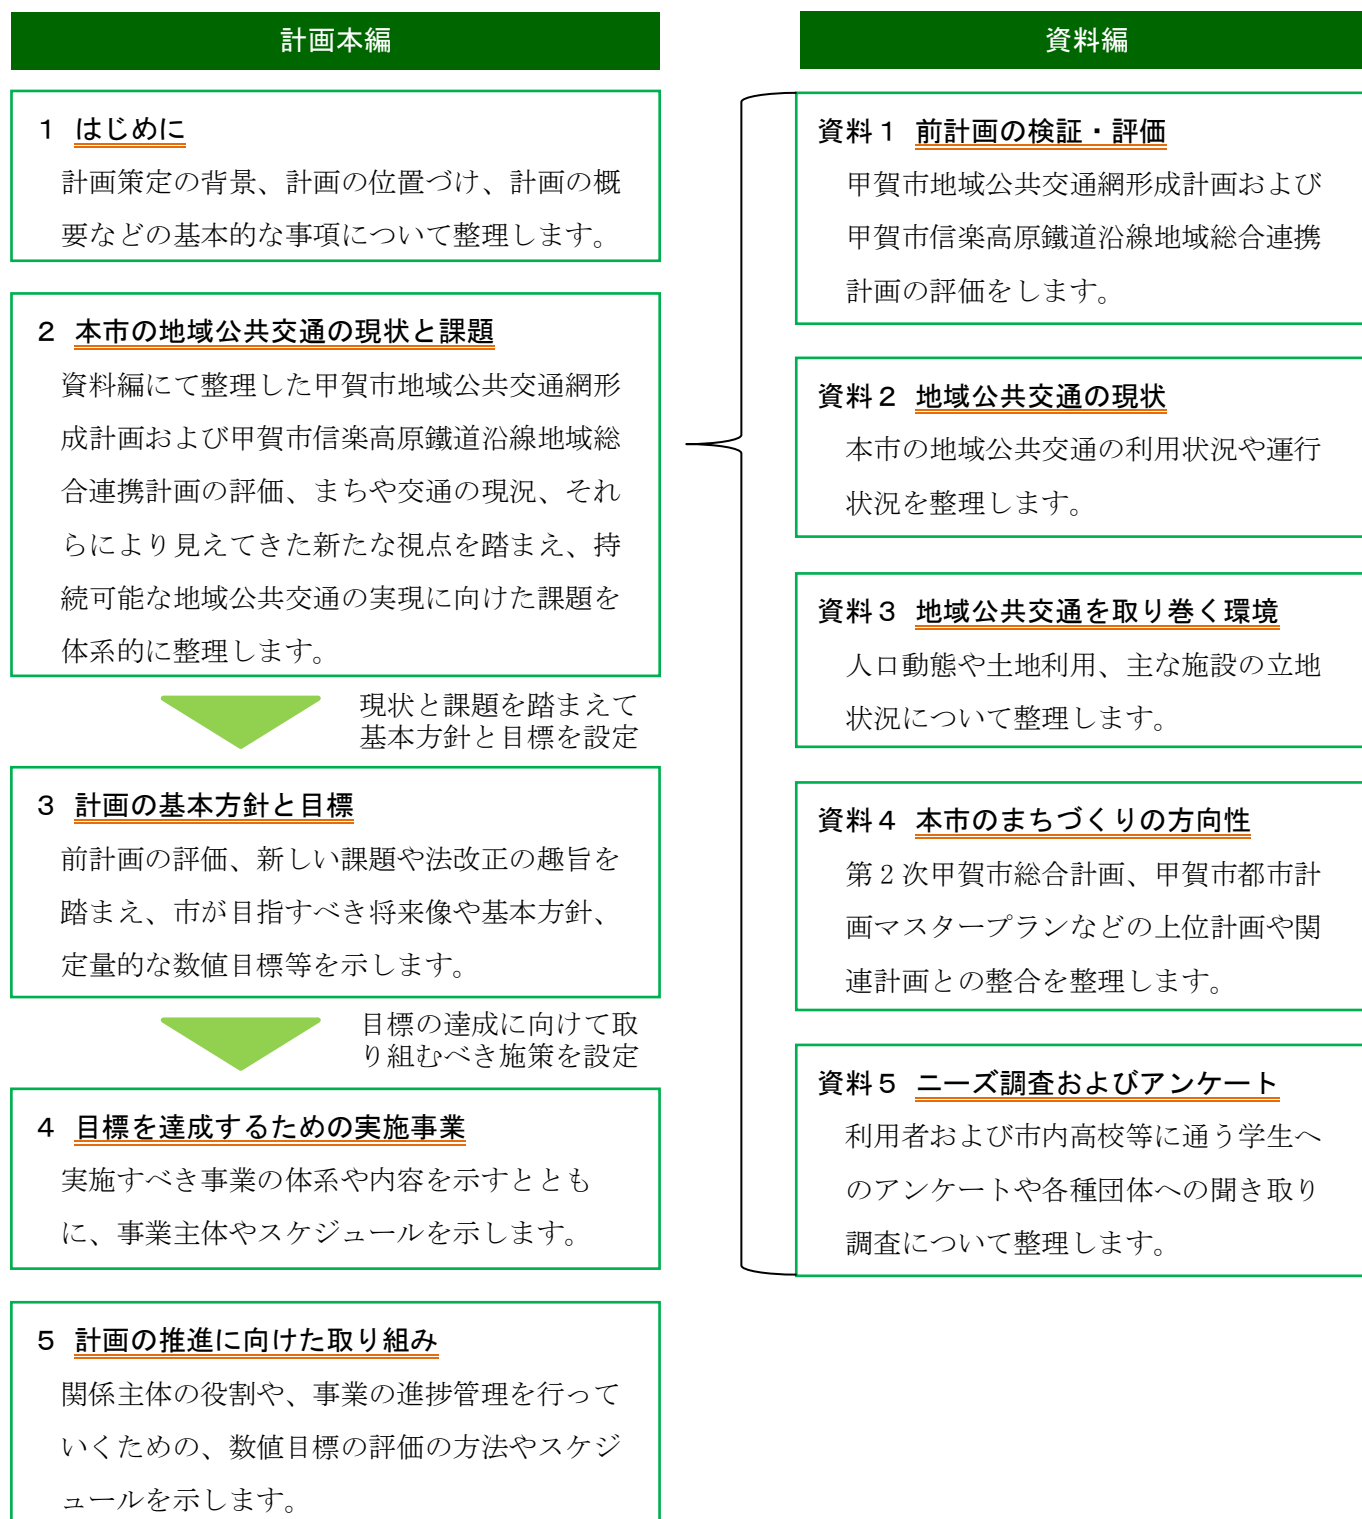 計画本編
1 はじめに
計画策定の背景、計画の位置づけ、計画の概
要などの基本的な事項について整理します。
2 本市の地域公共交通の現状と課題
資料編にて整理した甲賀市地域公共交通網形
成計画および甲賀市信楽高原鐵道沿線地域総
合連携計画の評価、まちや交通の現況、それ
らにより見えてきた新たな視点を踏まえ、持
続可能な地域公共交通の実現に向けた課題を
体系的に整理します。
現状と課題を踏まえて
基本方針と目標を設定
3 計画の基本方針と目標
前計画の評価、新しい課題や法改正の趣旨を
踏まえ、市が目指すべき将来像や基本方針、
定量的な数値目標等を示します。
目標の達成に向けて取
り組むべき施策を設定
4 目標を達成するための実施事業
実施すべき事業の体系や内容を示すととも
に、事業主体やスケジュールを示します。
5 計画の推進に向けた取り組み
関係主体の役割や、事業の進捗管理を行って
いくための、数値目標の評価の方法やスケジ
ュールを示します。
資料編
資料1 前計画の検証・評価
甲賀市地域公共交通網形成計画および
甲賀市信楽高原鐵道沿線地域総合連携
計画の評価をします。
資料2 地域公共交通の現状
本市の地域公共交通の利用状況や運行
状況を整理します。
資料3 地域公共交通を取り巻く環境
人口動態や土地利用、主な施設の立地
状況について整理します。
資料4 本市のまちづくりの方向性
第2次甲賀市総合計画、甲賀市都市計
画マスタープランなどの上位計画や関
連計画との整合を整理します。
資料5 ニーズ調査およびアンケート
利用者および市内高校等に通う学生へ
のアンケートや各種団体への聞き取り
調査について整理します。